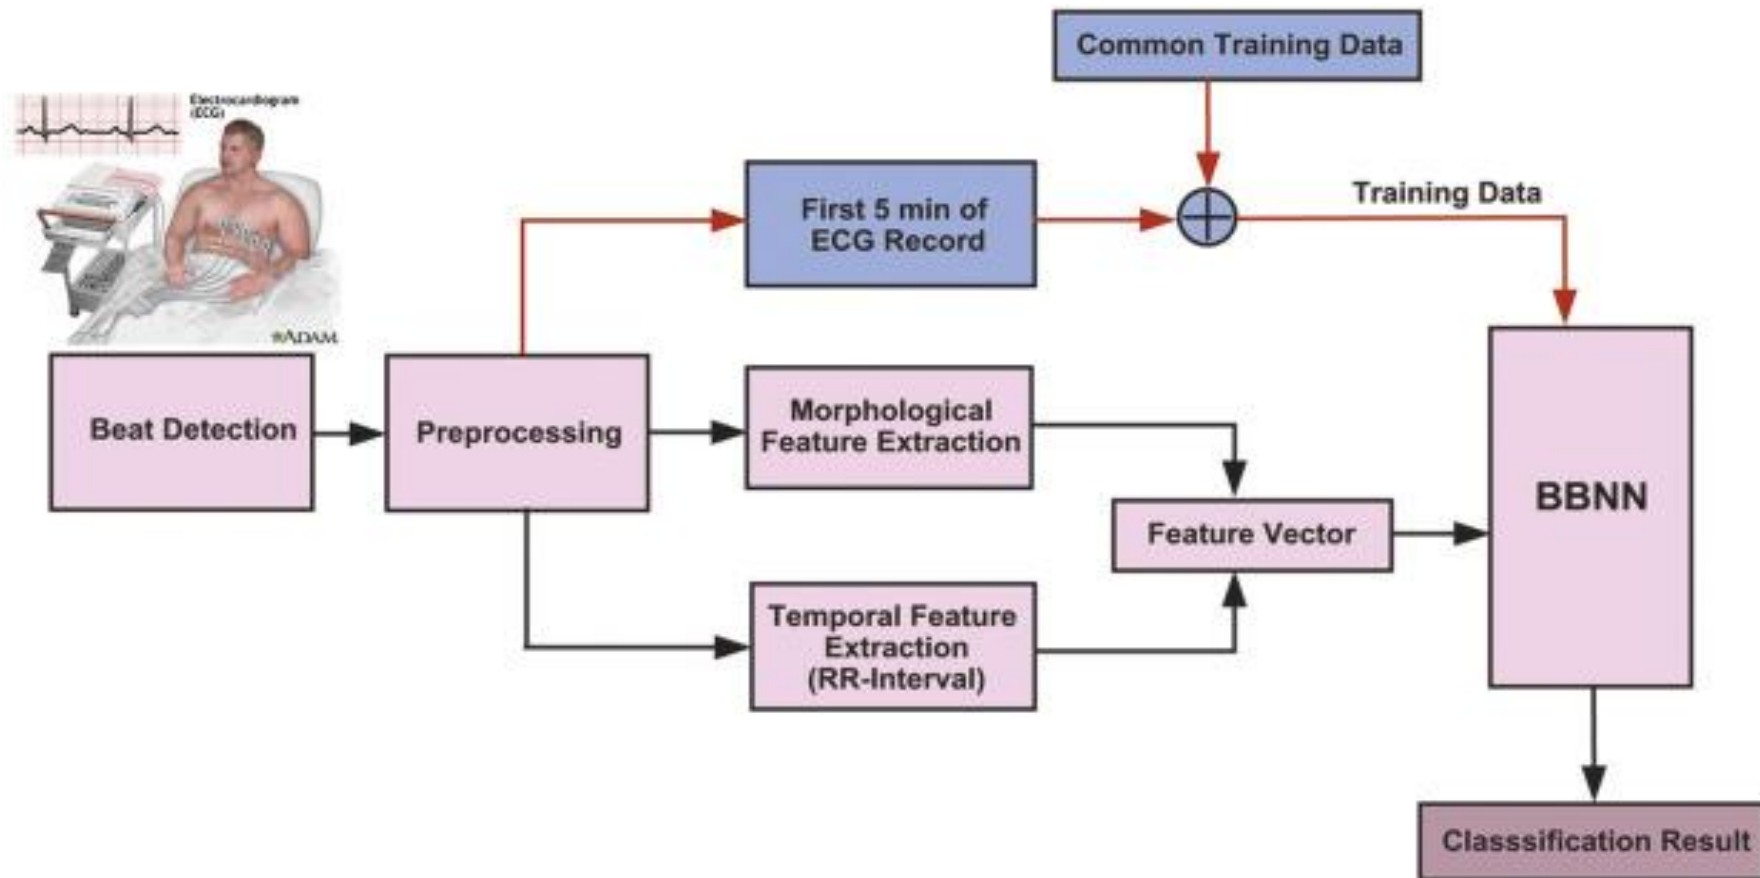 Common Training Data
Electrocardiogram
(ECG)
First 5 min of
ECG Record
Training Data
ADAM
Beat Detection
Preprocessing
Morphological
Feature Extraction
BBNN
Feature Vector
Temporal Feature
Extraction
(RR-Interval)
Classsification Result